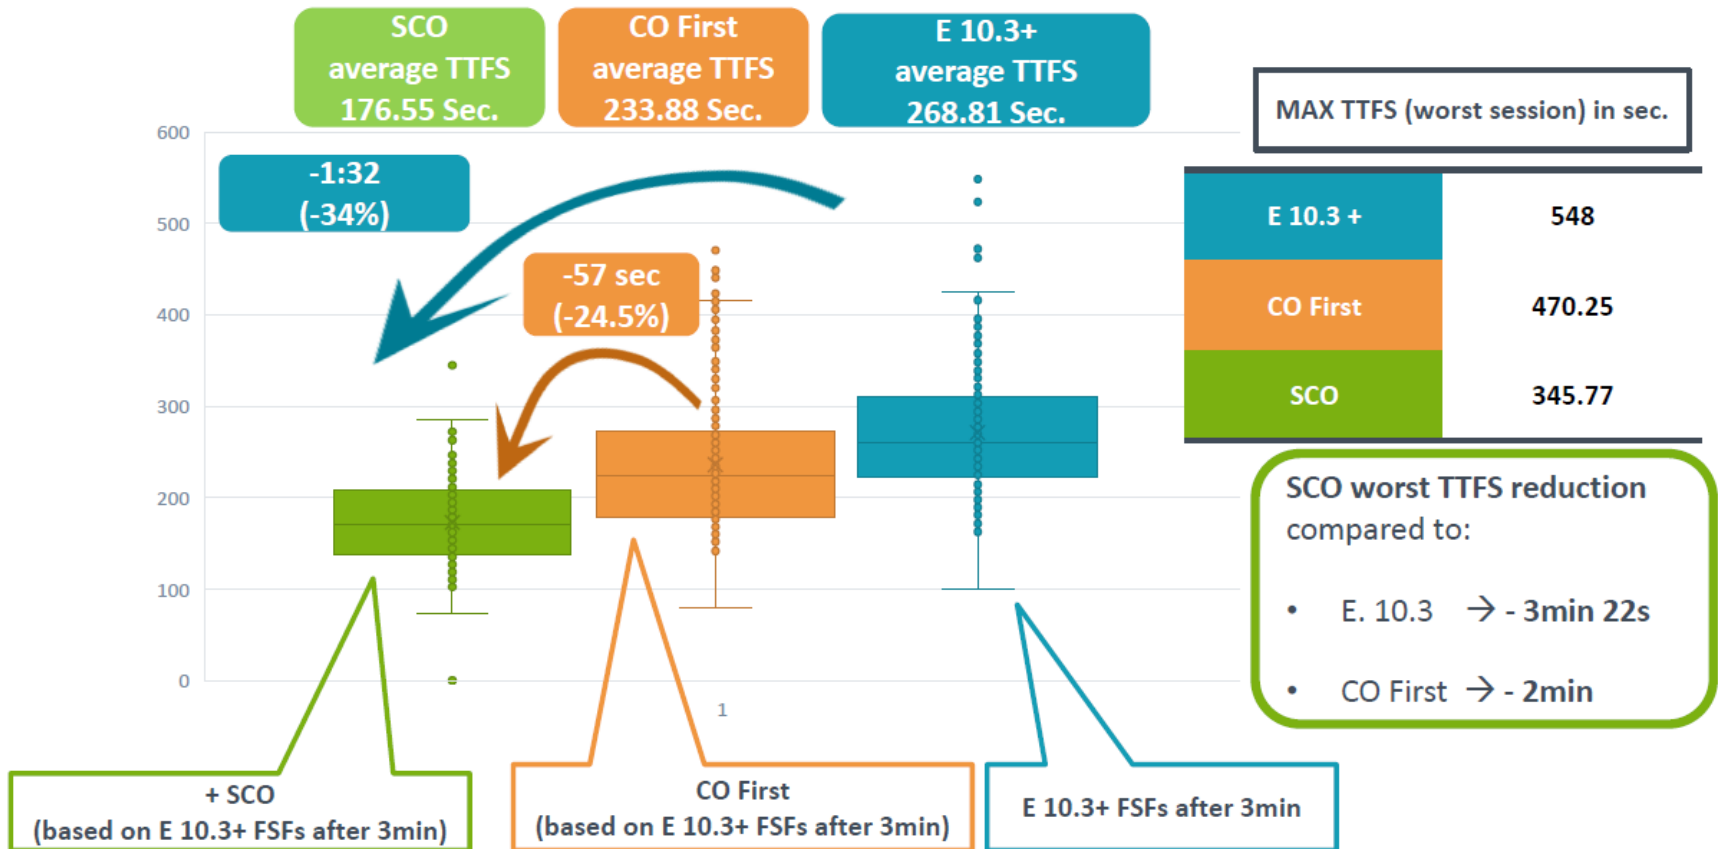 SCO
average TTFS
176.55 Sec.
CO First
average TTFS
233.88 Sec.
E 10.3+
average TTFS
268.81 Sec.
MAX TTFS (worst session) in sec.
600
500
400
300
200
100
0
1
-1:32
(-34%)
-57 sec
(-24.5%)
E 10.3 + 548
CO First 470.25
SCO 345.77
SCO worst TTFS reduction
compared to:
• E. 10.3 → - 3min 22s
• CO First → - 2min
+ SCO
(based on E 10.3+ FSFs after 3min)
CO First
(based on E 10.3+ FSFs after 3min)
E 10.3+ FSFs after 3min